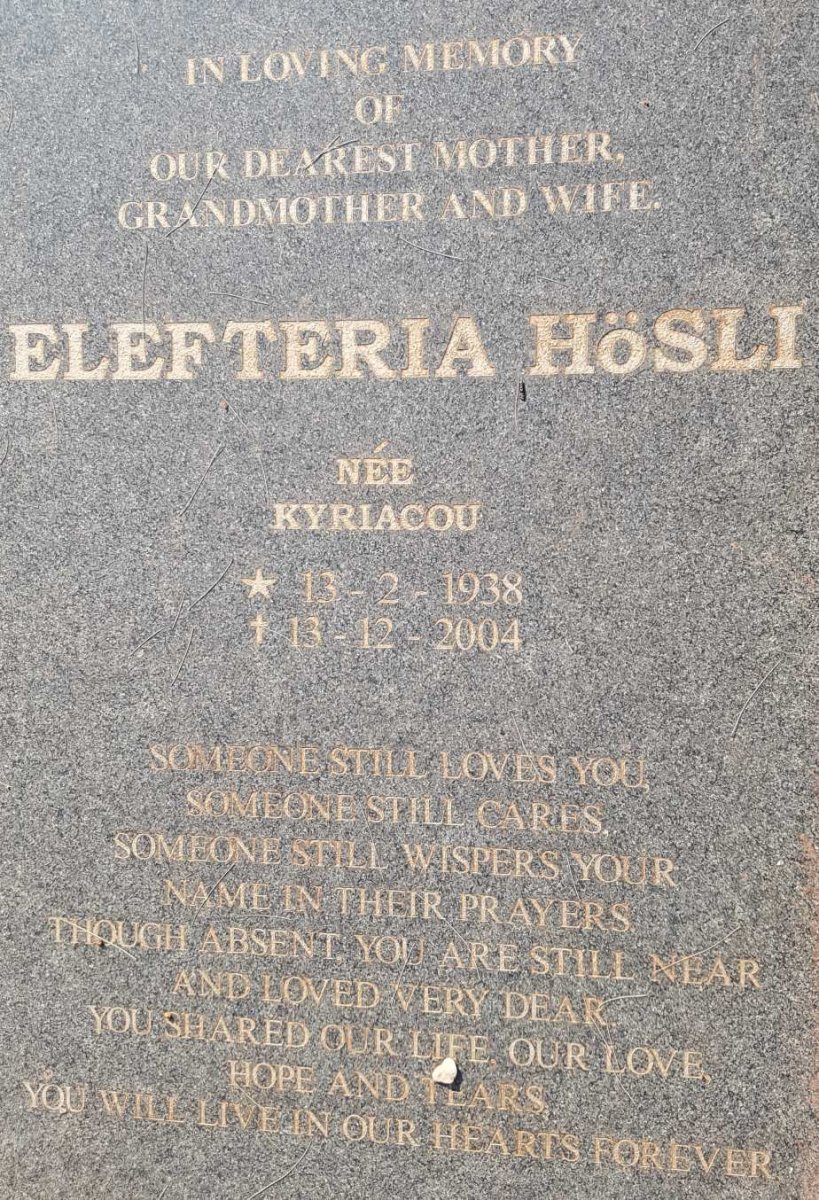 IN LOVING MEMORY
OF
OUR DEAREST MOTHER,
GRANDMOTHER AND WIFE.
ELEFTERIA HöSLI
NÉE
KYRIACOU
★ 13 - 2 - 1938
✝ 13 - 12 - 2004
SOMEONE STILL LOVES YOU,
SOMEONE STILL CARES,
SOMEONE STILL WISPERS YOUR
NAME IN THEIR PRAYERS.
THOUGH ABSENT, YOU ARE STILL NEAR
AND LOVED VERY DEAR,
YOU SHARED OUR LIFE, OUR LOVE,
HOPE AND TEARS,
YOU WILL LIVE IN OUR HEARTS FOREVER.